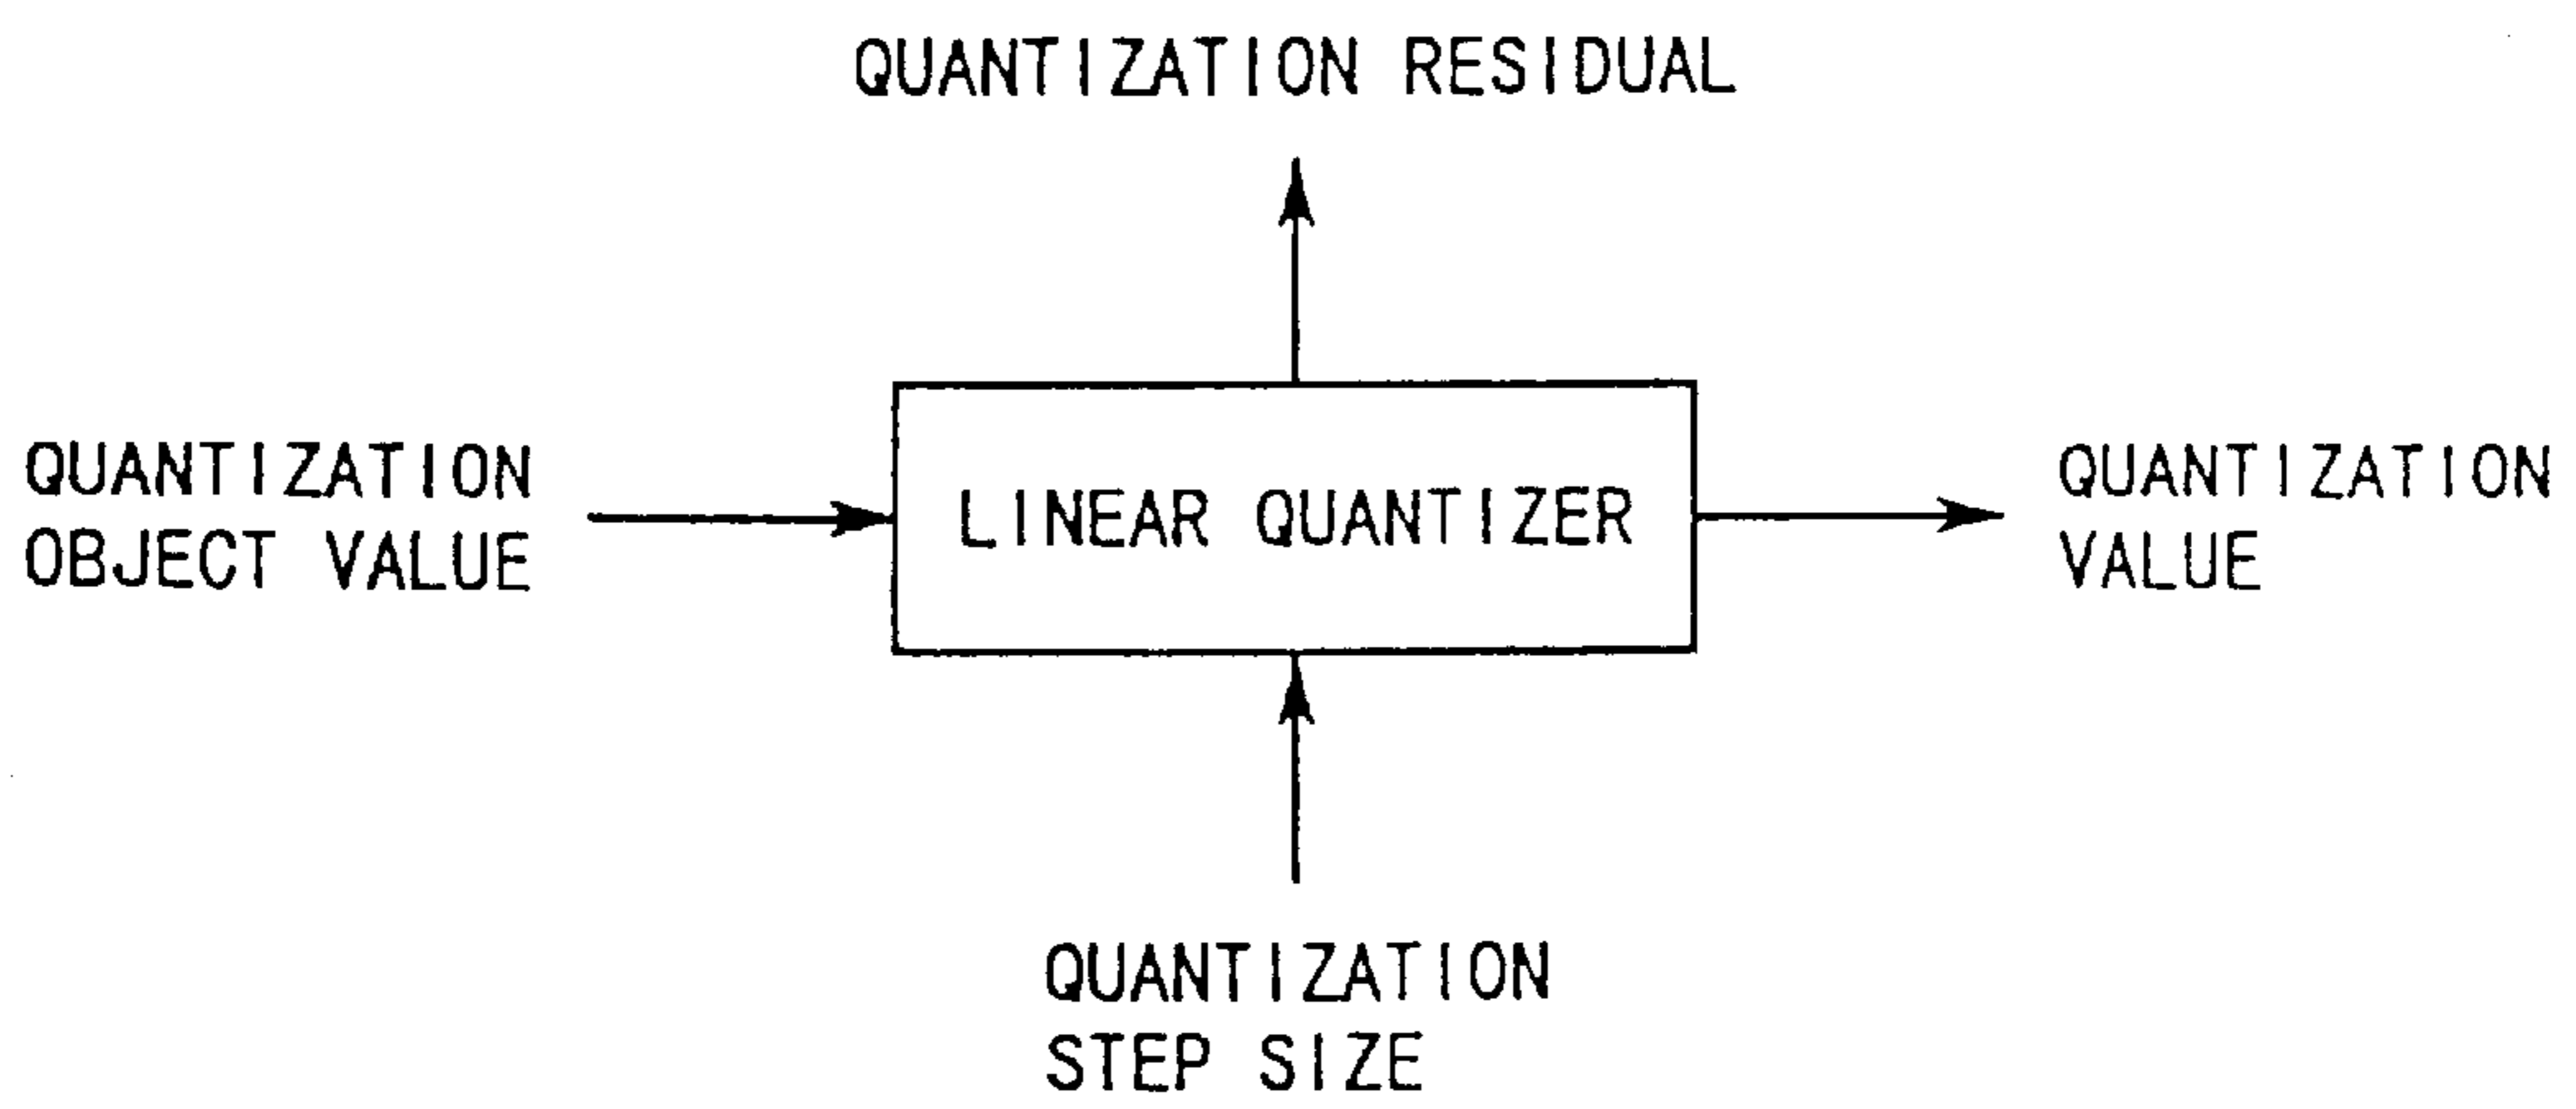 QUANTIZATION RESIDUAL
QUANTIZATION
OBJECT VALUE
LINEAR QUANTIZER
QUANTIZATION
VALUE
QUANTIZATION
STEP SIZE